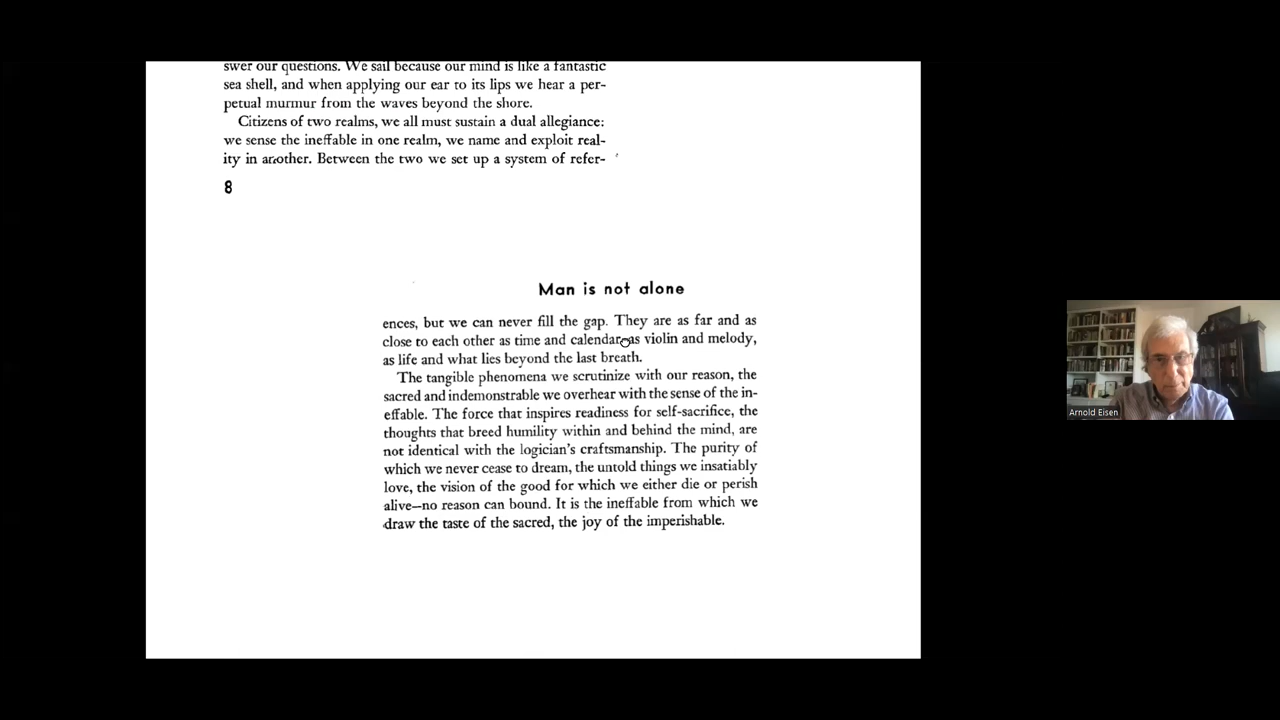 swer our questions. We sail because our mind is like a fantastic
sea shell, and when applying our ear to its lips we hear a per-
petual murmur from the waves beyond the shore.
Citizens of two realms, we all must sustain a dual allegiance:
we sense the ineffable in one realm, we name and exploit real-
ity in another. Between the two we set up a system of refer-
8
Man is not alone
ences, but we can never fill the gap. They are as far and as
close to each other as time and calendar, as violin and melody,
as life and what lies beyond the last breath.
The tangible phenomena we scrutinize with our reason, the
sacred and indemonstrable we overhear with the sense of the in-
effable. The force that inspires readiness for self-sacrifice, the
thoughts that breed humility within and behind the mind, are
not identical with the logician's craftsmanship. The purity of
which we never cease to dream, the untold things we insatiably
love, the vision of the good for which we either die or perish
alive—no reason can bound. It is the ineffable from which we
draw the taste of the sacred, the joy of the imperishable.
Arnold Eisen